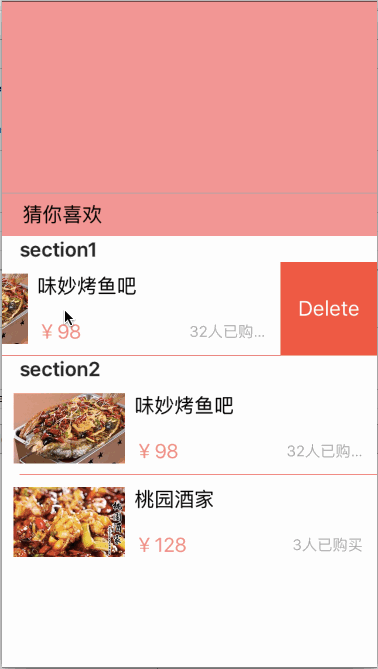 猜你喜欢
section1
味妙烤鱼吧
￥98
32人已购...
Delete
section2
味妙烤鱼吧
￥98
32人已购...
桃园酒家
￥128
3人已购买